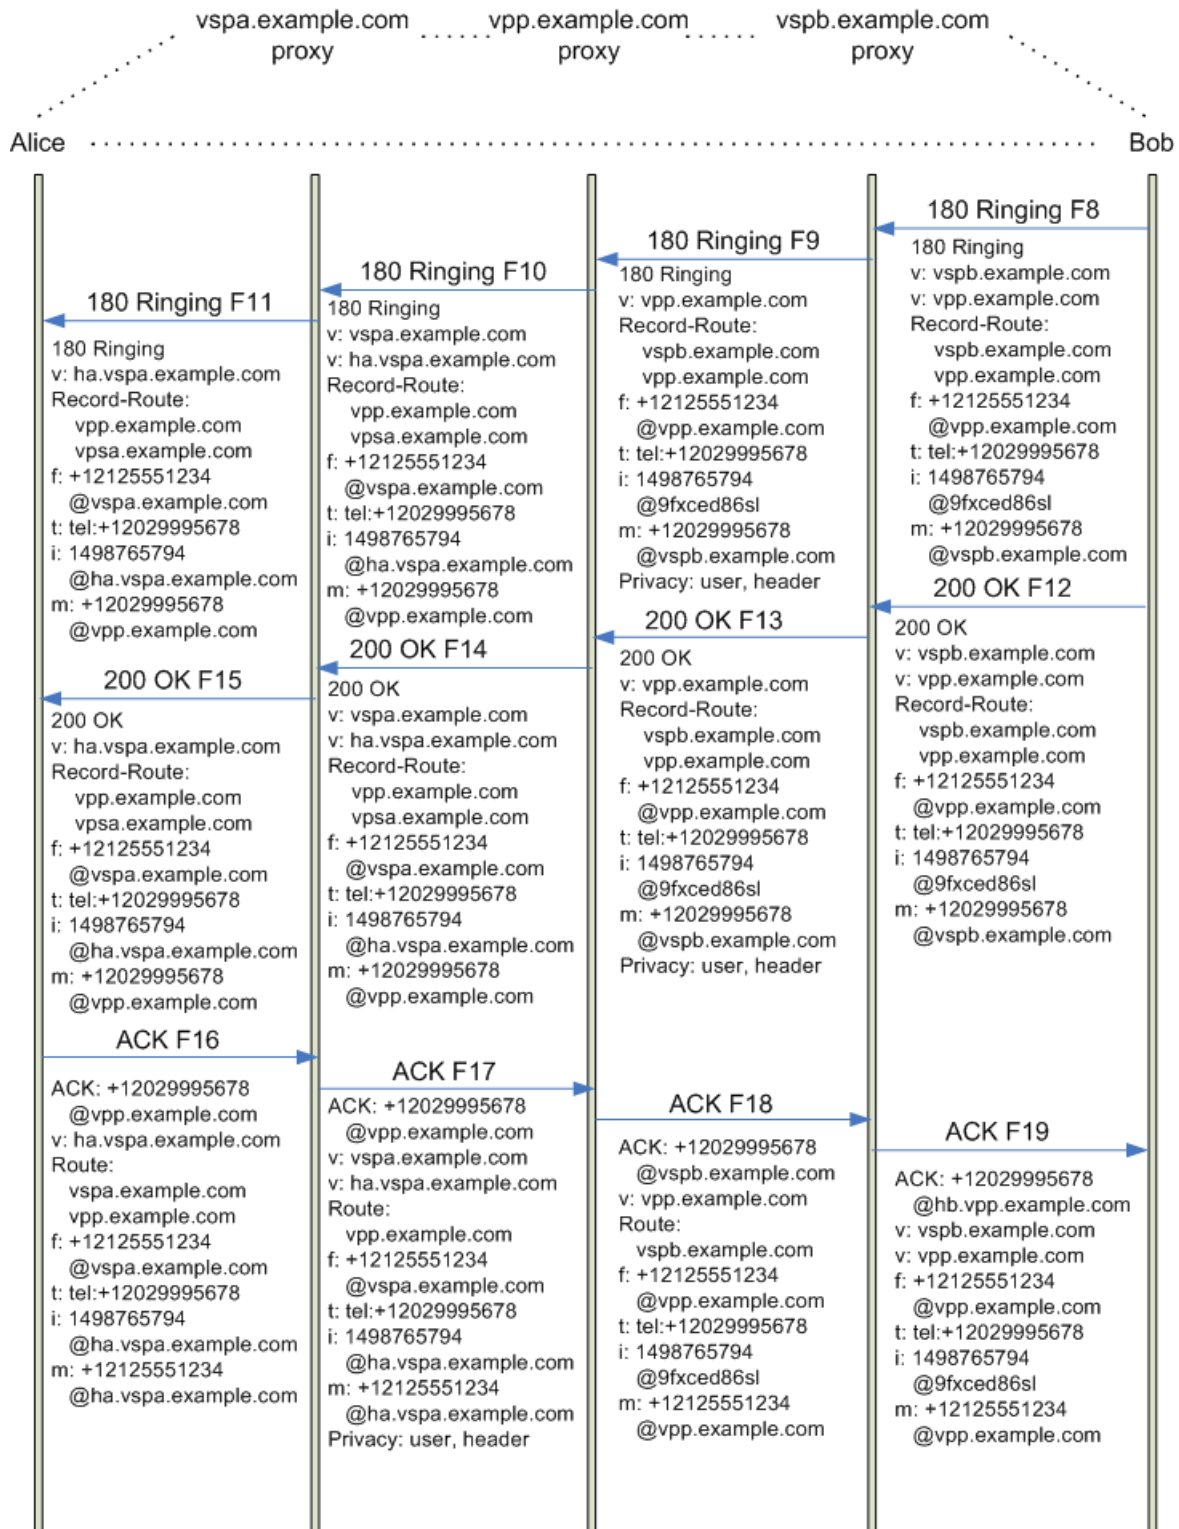 vspa.example.com
proxy
vpp.example.com
proxy
vspb.example.com
proxy
Alice
Bob
180 Ringing F8
180 Ringing
v: vspb.example.com
v: vpp.example.com
Record-Route:
vspb.example.com
vpp.example.com
f: +12125551234
@vpp.example.com
t: tel:+12029995678
i: 1498765794
@9fxced86sl
m: +12029995678
@vspb.example.com
180 Ringing F9
180 Ringing
v: vpp.example.com
Record-Route:
vspb.example.com
vpp.example.com
f: +12125551234
@vpp.example.com
t: tel:+12029995678
i: 1498765794
@9fxced86sl
m: +12029995678
@vspb.example.com
Privacy: user, header
180 Ringing F10
180 Ringing
v: vspa.example.com
v: ha.vspa.example.com
Record-Route:
vpp.example.com
vpsa.example.com
f: +12125551234
@vspa.example.com
t: tel:+12029995678
i: 1498765794
@ha.vspa.example.com
m: +12029995678
@vpp.example.com
180 Ringing F11
180 Ringing
v: ha.vspa.example.com
Record-Route:
vpp.example.com
vpsa.example.com
f: +12125551234
@vspa.example.com
t: tel:+12029995678
i: 1498765794
@ha.vspa.example.com
m: +12029995678
@vpp.example.com
200 OK F12
200 OK
v: vspb.example.com
v: vpp.example.com
Record-Route:
vspb.example.com
vpp.example.com
f: +12125551234
@vpp.example.com
t: tel:+12029995678
i: 1498765794
@9fxced86sl
m: +12029995678
@vspb.example.com
200 OK F13
200 OK
v: vpp.example.com
Record-Route:
vspb.example.com
vpp.example.com
f: +12125551234
@vpp.example.com
t: tel:+12029995678
i: 1498765794
@9fxced86sl
m: +12029995678
@vspb.example.com
Privacy: user, header
200 OK F14
200 OK
v: vspa.example.com
v: ha.vspa.example.com
Record-Route:
vpp.example.com
vpsa.example.com
f: +12125551234
@vspa.example.com
t: tel:+12029995678
i: 1498765794
@ha.vspa.example.com
m: +12029995678
@vpp.example.com
200 OK F15
200 OK
v: ha.vspa.example.com
Record-Route:
vpp.example.com
vpsa.example.com
f: +12125551234
@vspa.example.com
t: tel:+12029995678
i: 1498765794
@ha.vspa.example.com
m: +12029995678
@vpp.example.com
ACK F16
ACK: +12029995678
@vpp.example.com
v: ha.vspa.example.com
Route:
vspa.example.com
vpp.example.com
f: +12125551234
@vspa.example.com
t: tel:+12029995678
i: 1498765794
@ha.vspa.example.com
m: +12125551234
@ha.vspa.example.com
ACK F17
ACK: +12029995678
@vpp.example.com
v: vspa.example.com
v: ha.vspa.example.com
Route:
vpp.example.com
f: +12125551234
@vspa.example.com
t: tel:+12029995678
i: 1498765794
@ha.vspa.example.com
m: +12125551234
@ha.vspa.example.com
Privacy: user, header
ACK F18
ACK: +12029995678
@vspb.example.com
v: vpp.example.com
Route:
vspb.example.com
f: +12125551234
@vpp.example.com
t: tel:+12029995678
i: 1498765794
@9fxced86sl
m: +12125551234
@vpp.example.com
ACK F19
ACK: +12029995678
@hb.vpp.example.com
v: vspb.example.com
v: vpp.example.com
f: +12125551234
@vpp.example.com
t: tel:+12029995678
i: 1498765794
@9fxced86sl
m: +12125551234
@vpp.example.com